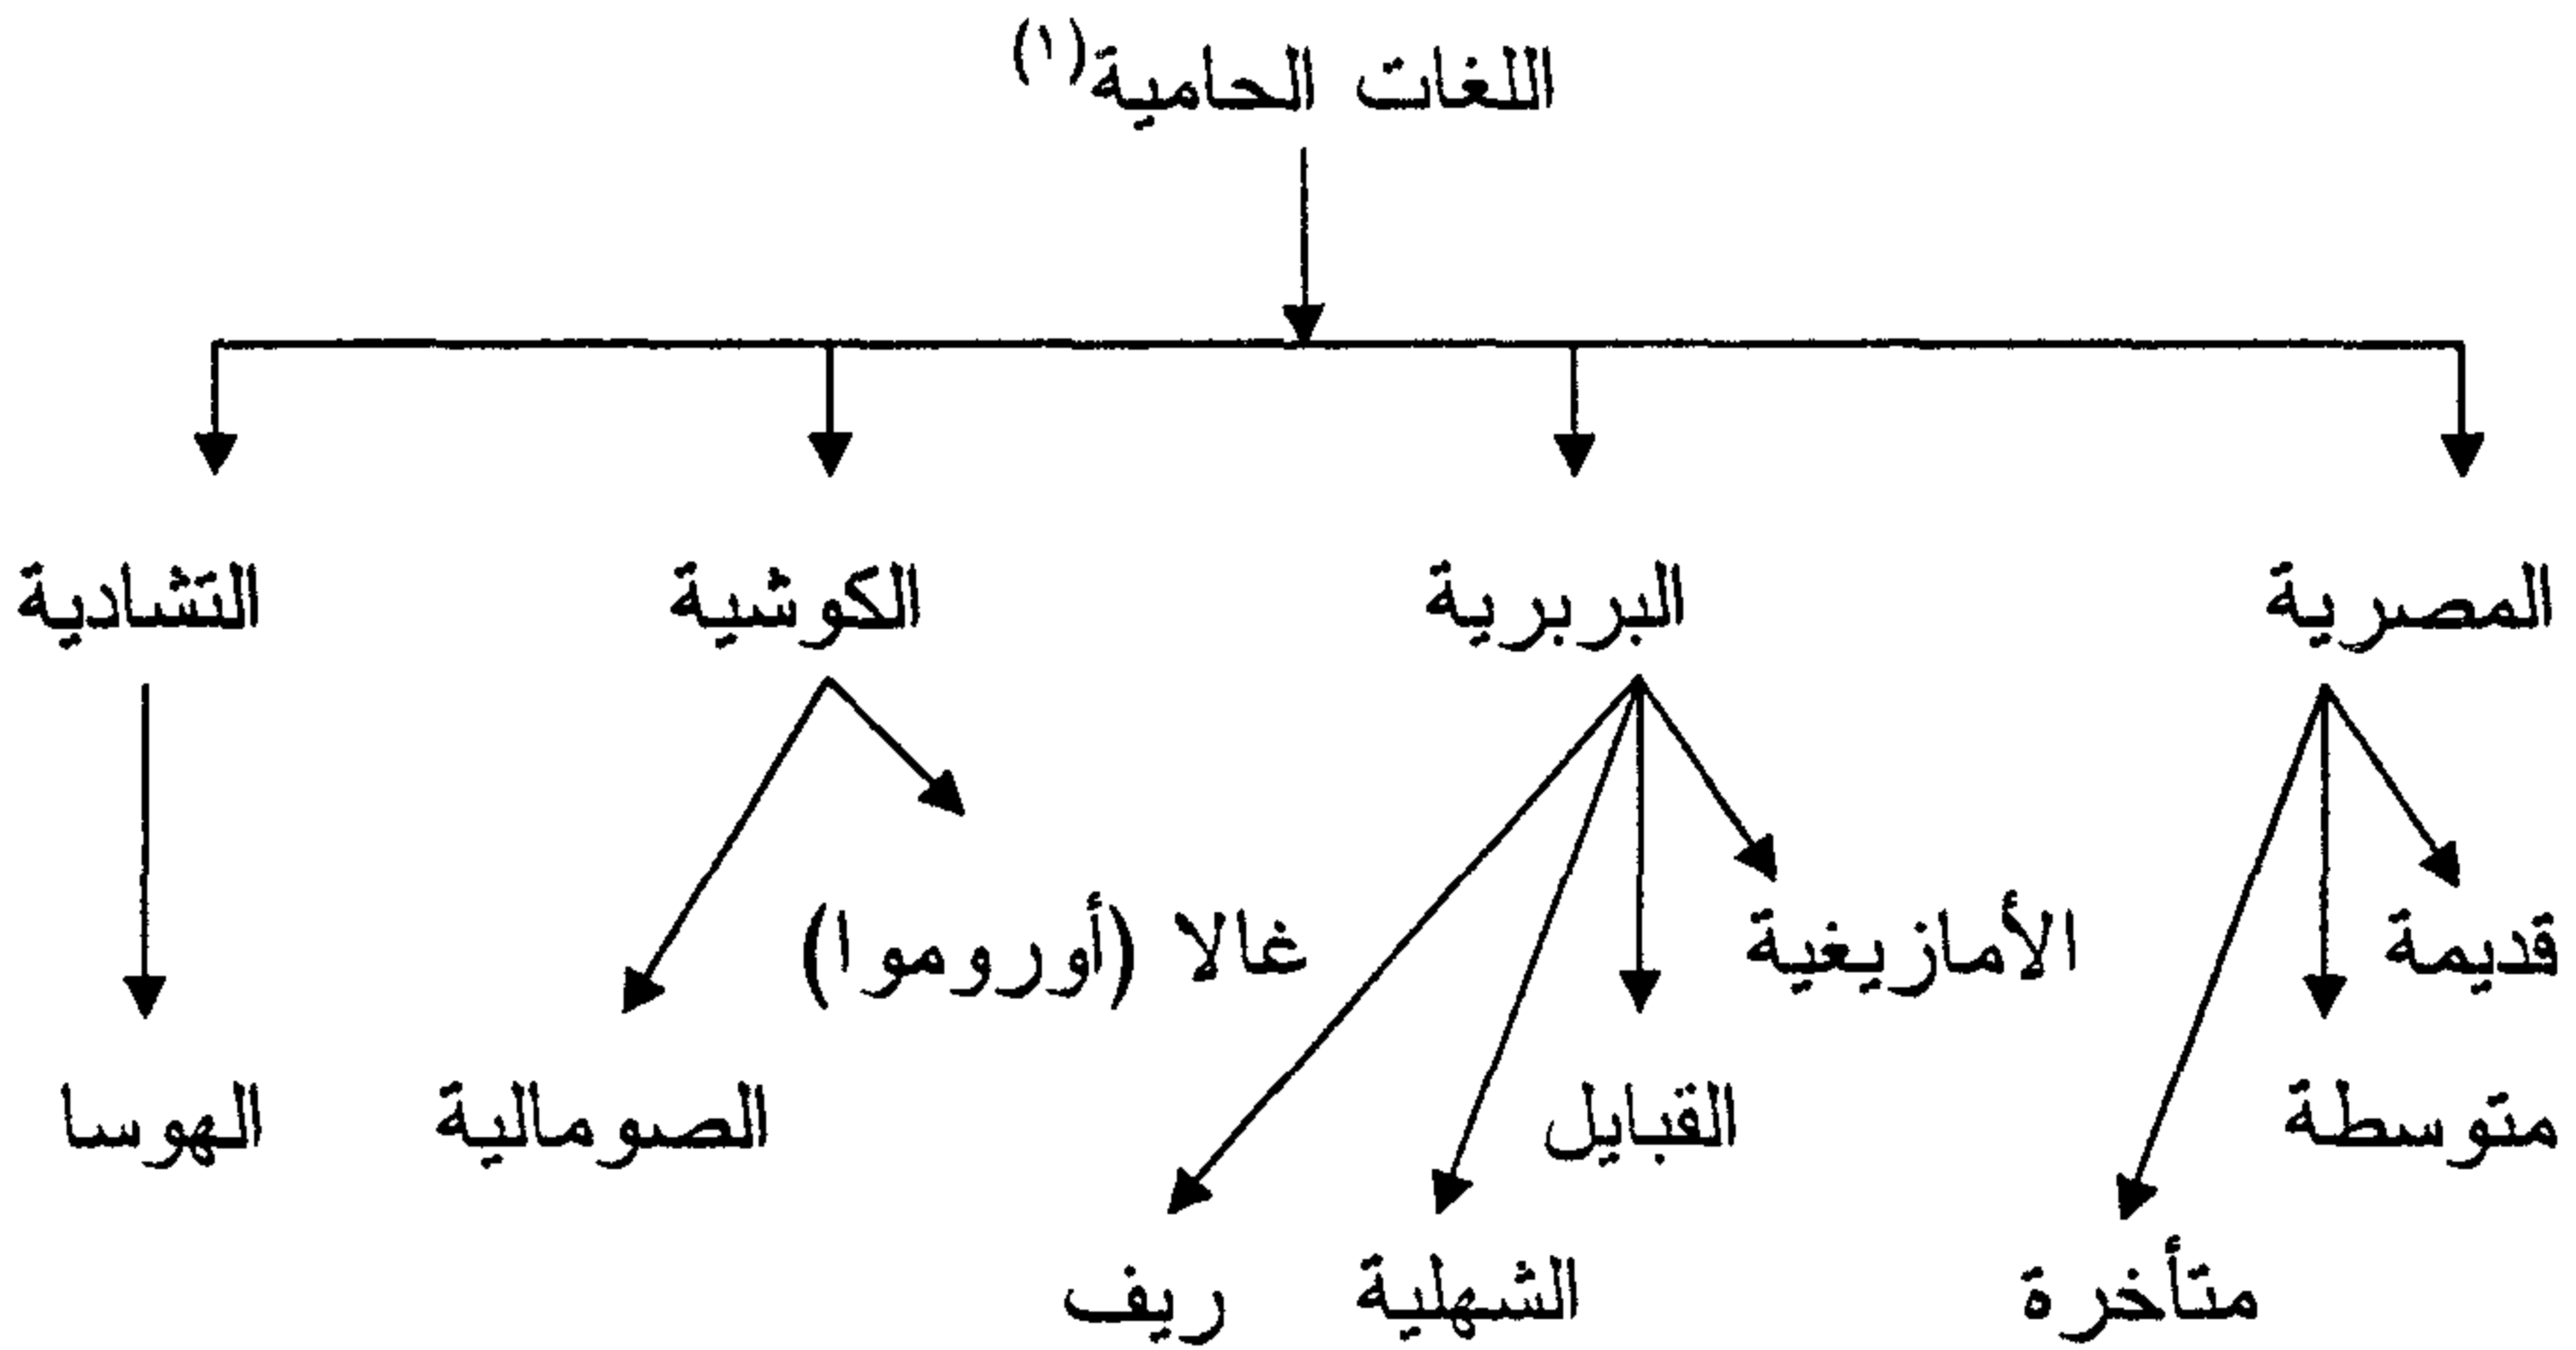 اللغات الحامية(١)
المصرية البربرية الكوشية التشادية
قديمة الأمازيغية غالا (أوروموا)
متوسطة القبايل الصومالية الهوسا
متأخرة الشهلية ريف